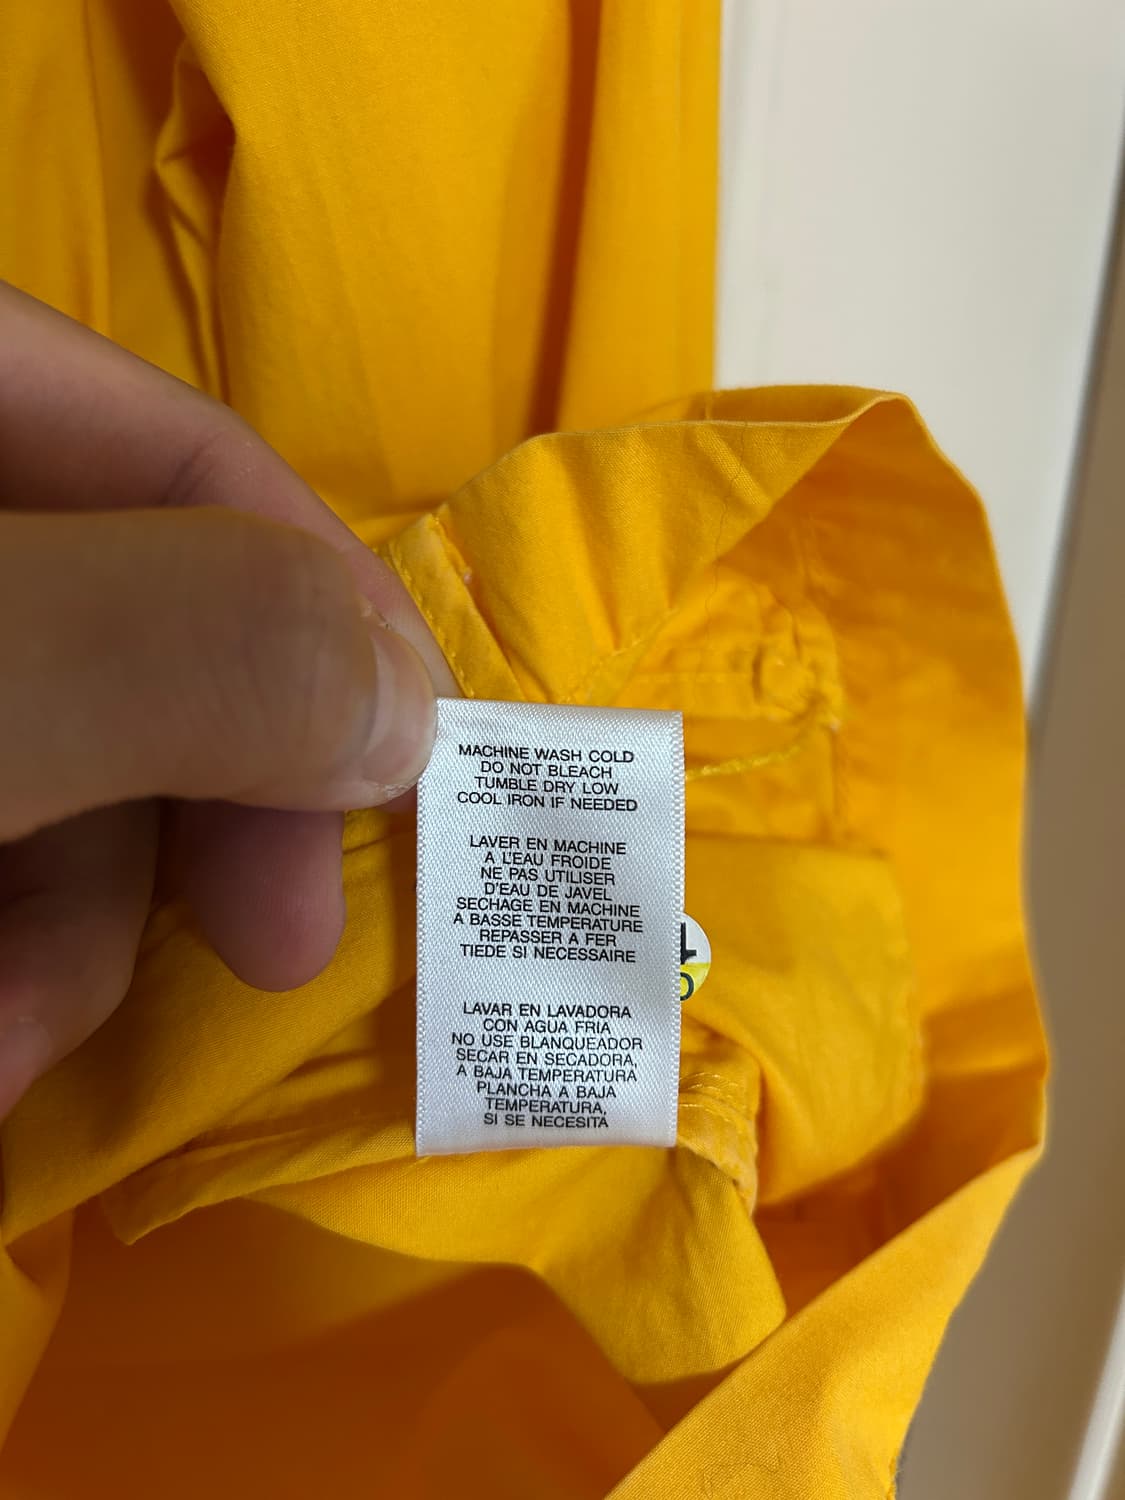 MACHINE WASH COLD
DO NOT BLEACH
TUMBLE DRY LOW
COOL IRON IF NEEDED
LAVER EN MACHINE
A L'EAU FROIDE
NE PAS UTILISER
D'EAU DE JAVEL
SECHAGE EN MACHINE
A BASSE TEMPERATURE
REPASSER A FER
TIEDE SI NECESSAIRE
LAVAR EN LAVADORA
CON AGUA FRIA
NO USE BLANQUEADOR
SECAR EN SECADORA,
A BAJA TEMPERATURA
PLANCHA A BAJA
TEMPERATURA,
SI SE NECESITA